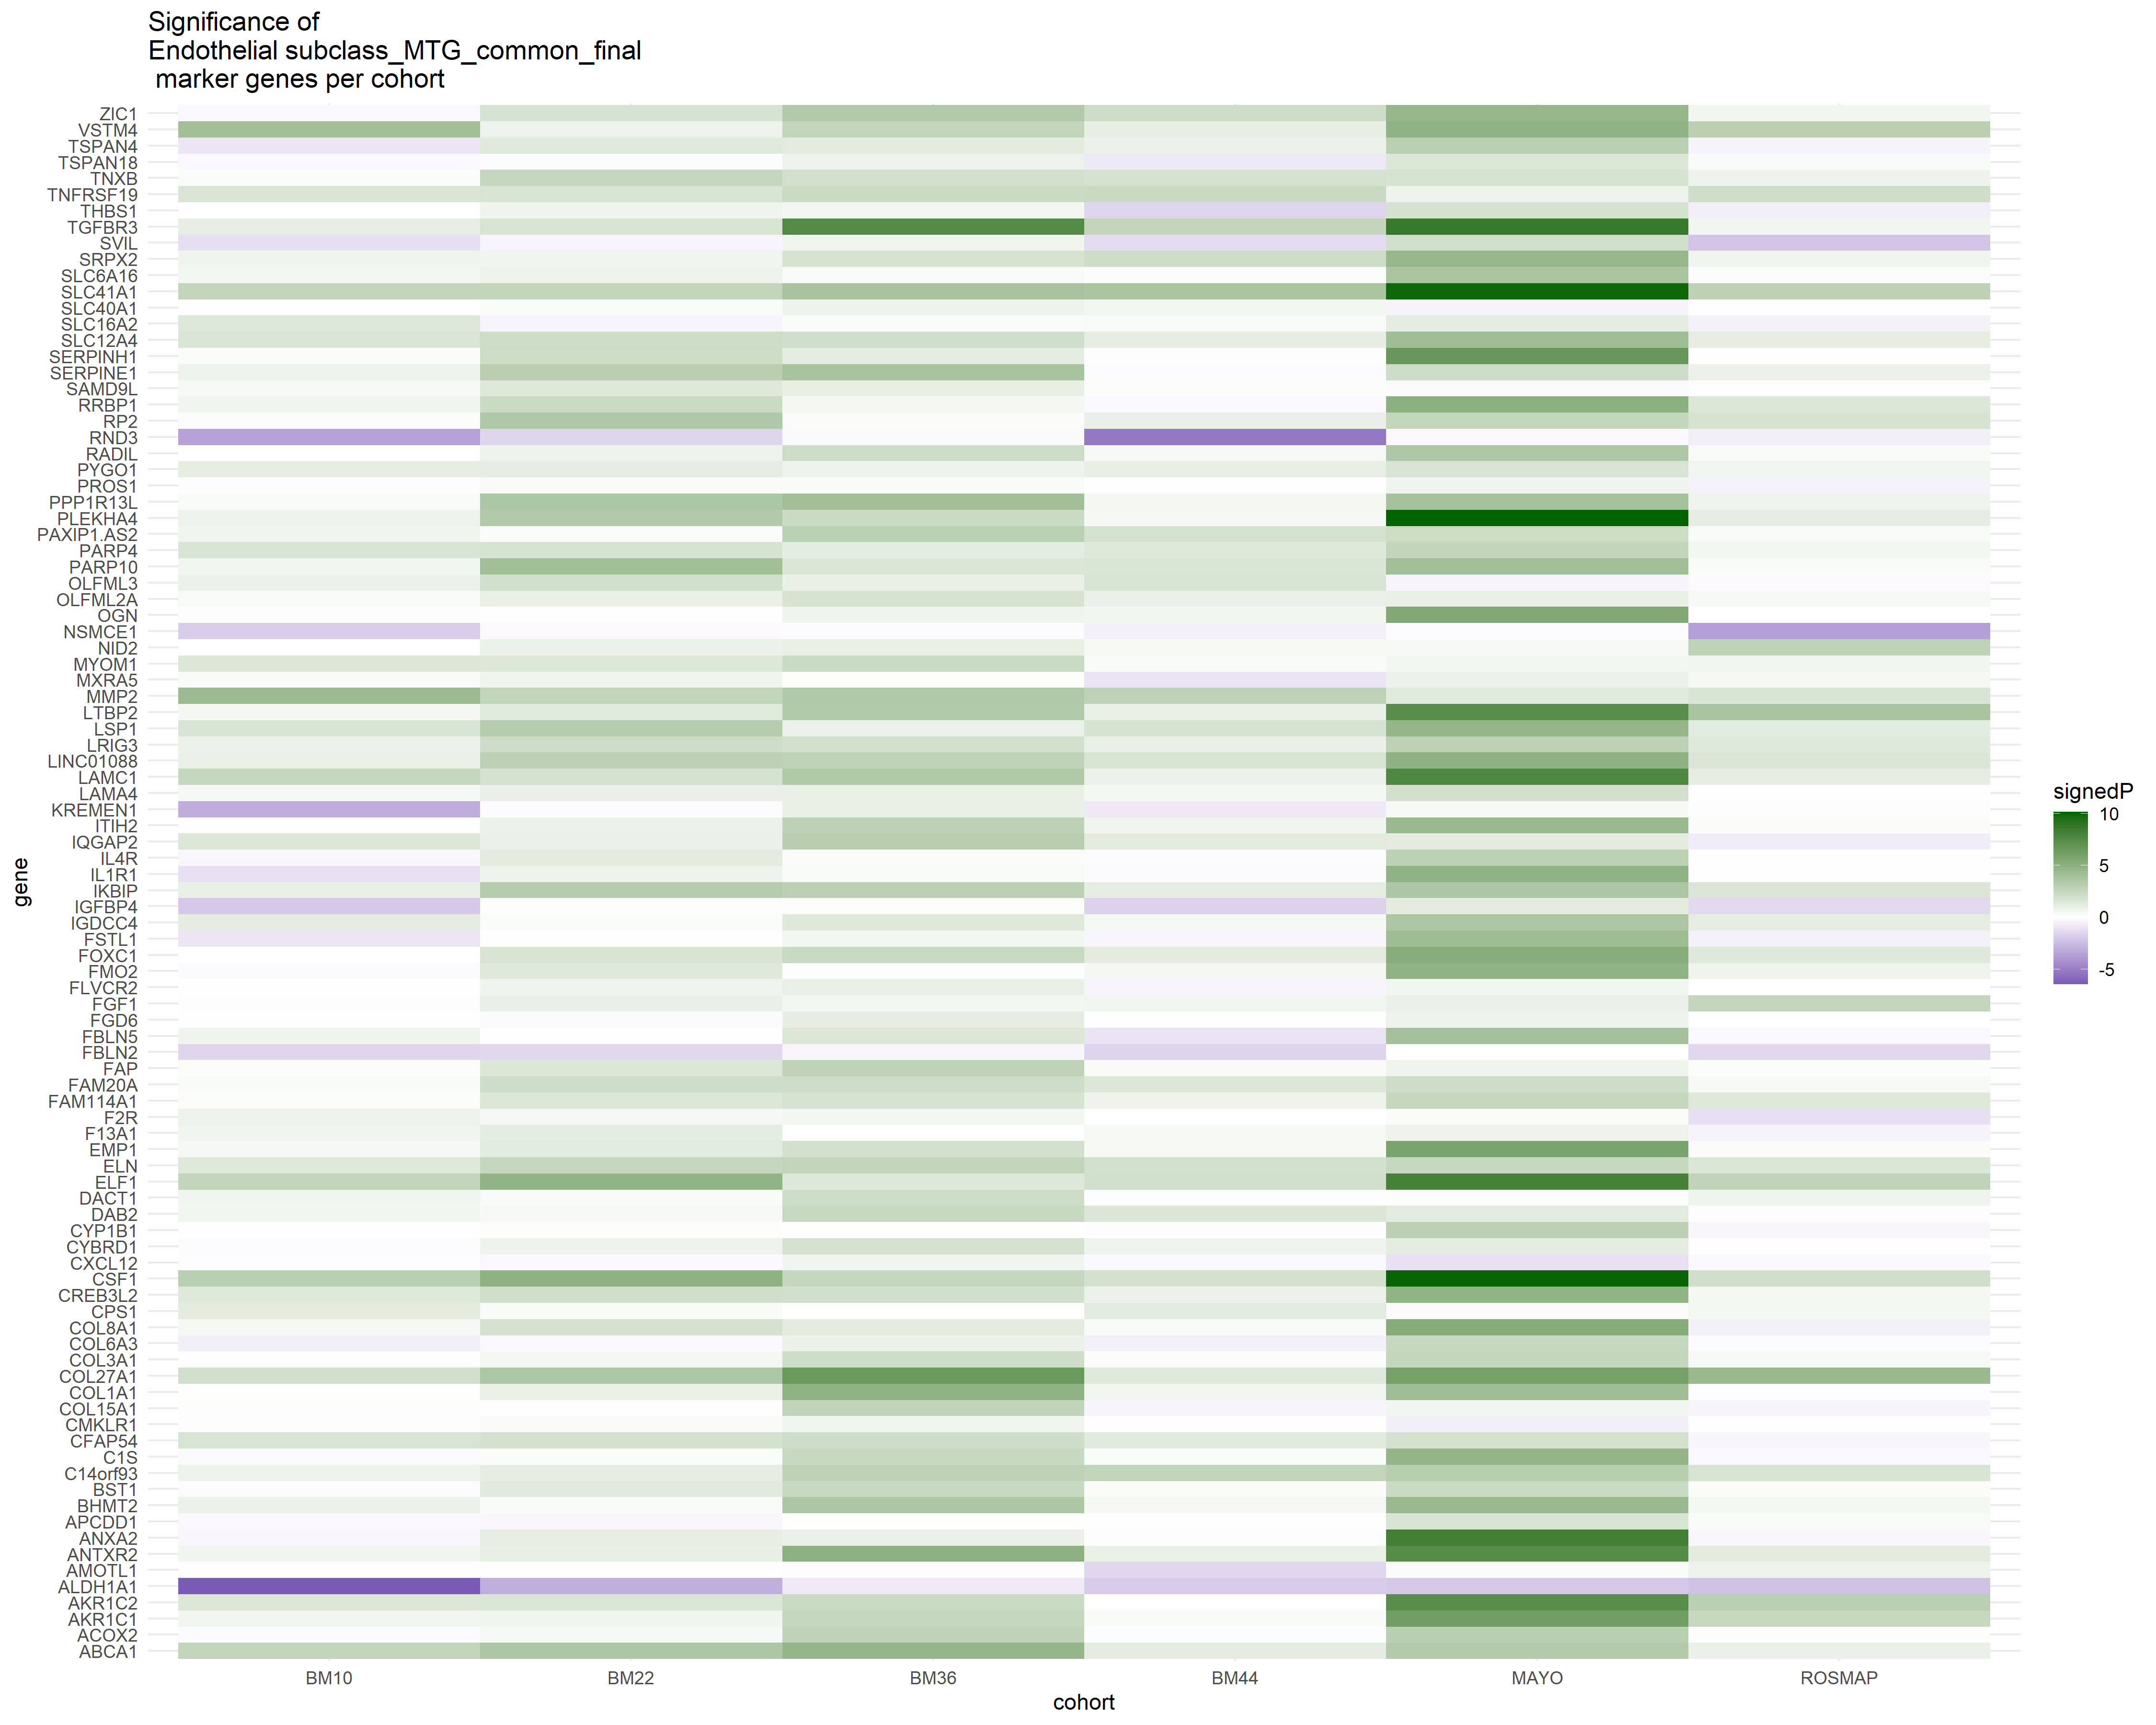 Significance of
Endothelial subclass_MTG_common_final
marker genes per cohort
ZIC1
VSTM4
TSPAN4
TSPAN18
TNXB
TNFRSF19
THBS1
TGFBR3
SVIL
SRPX2
SLC6A16
SLC41A1
SLC40A1
SLC16A2
SLC12A4
SERPINH1
SERPINE1
SAMD9L
RRBP1
RP2
RND3
RADIL
PYGO1
PROS1
PPP1R13L
PLEKHA4
PAXIP1.AS2
PARP4
PARP10
OLFML3
OLFML2A
OGN
NSMCE1
NID2
MYOM1
MXRA5
MMP2
LTBP2
LSP1
LRIG3
LINC01088
LAMC1
LAMA4
KREMEN1
ITIH2
IQGAP2
IL4R
IL1R1
IKBIP
IGFBP4
IGDCC4
FSTL1
FOXC1
FMO2
FLVCR2
FGF1
FGD6
FBLN5
FBLN2
FAP
FAM20A
FAM114A1
F2R
F13A1
EMP1
ELN
ELF1
DACT1
DAB2
CYP1B1
CYBRD1
CXCL12
CSF1
CREB3L2
CPS1
COL8A1
COL6A3
COL3A1
COL27A1
COL1A1
COL15A1
CMKLR1
CFAP54
C1S
C14orf93
BST1
BHMT2
APCDD1
ANXA2
ANTXR2
AMOTL1
ALDH1A1
AKR1C2
AKR1C1
ACOX2
ABCA1
gene
BM10 BM22 BM36 BM44 MAYO ROSMAP
cohort
signedP
10
5
0
-5